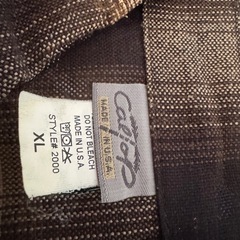 MADE IN U.S.A.
DO NOT BLEACH
MADE IN U.S.A.
STYLE# 2000
XL